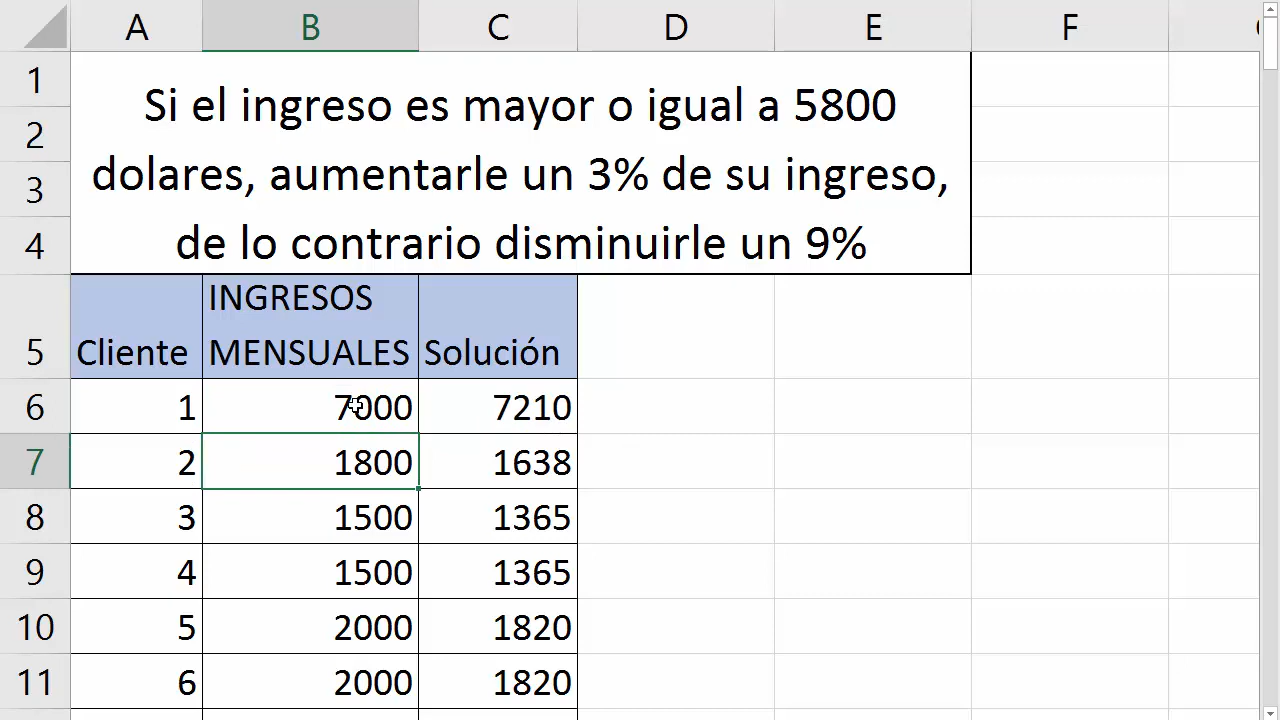 A B C D E F
1 Si el ingreso es mayor o igual a 5800
2 dolares, aumentarle un 3% de su ingreso,
3
4 de lo contrario disminuirle un 9%
INGRESOS
5 Cliente MENSUALES Solución
6 1 7000 7210
7 2 1800 1638
8 3 1500 1365
9 4 1500 1365
10 5 2000 1820
11 6 2000 1820